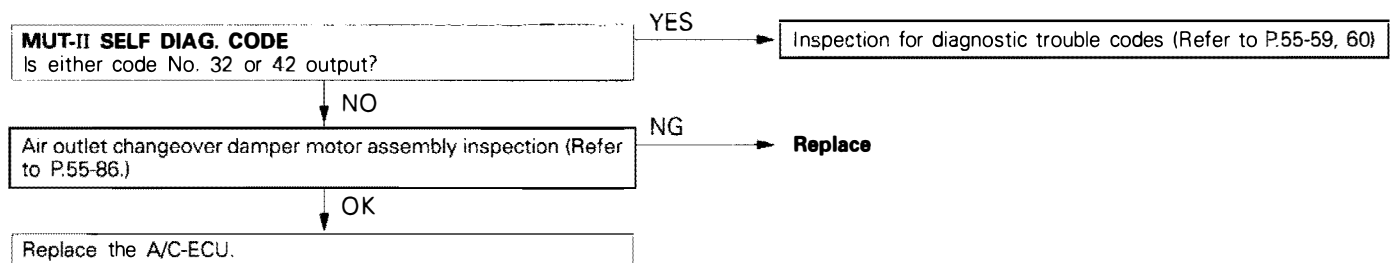 MUT-II SELF DIAG. CODE
Is either code No. 32 or 42 output?
YES
Inspection for diagnostic trouble codes (Refer to P.55-59, 60)
NO
Air outlet changeover damper motor assembly inspection (Refer
to P.55-86.)
NG
Replace
OK
Replace the A/C-ECU.